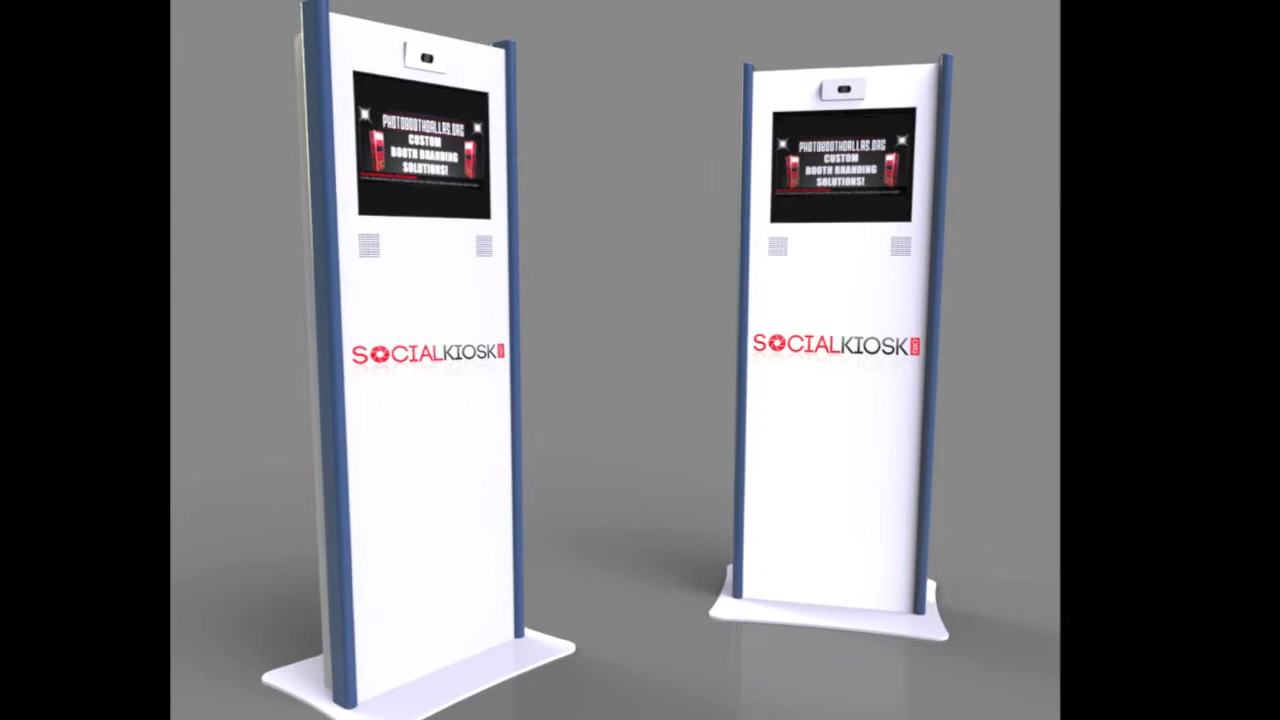 PHOTOBOOTHDALLAS.ORG
CUSTOM
BOOTH BRANDING
SOLUTIONS!
SOCIALKIOSK
PHOTOBOOTHDALLAS.ORG
CUSTOM
BOOTH BRANDING
SOLUTIONS!
SOCIALKIOSK